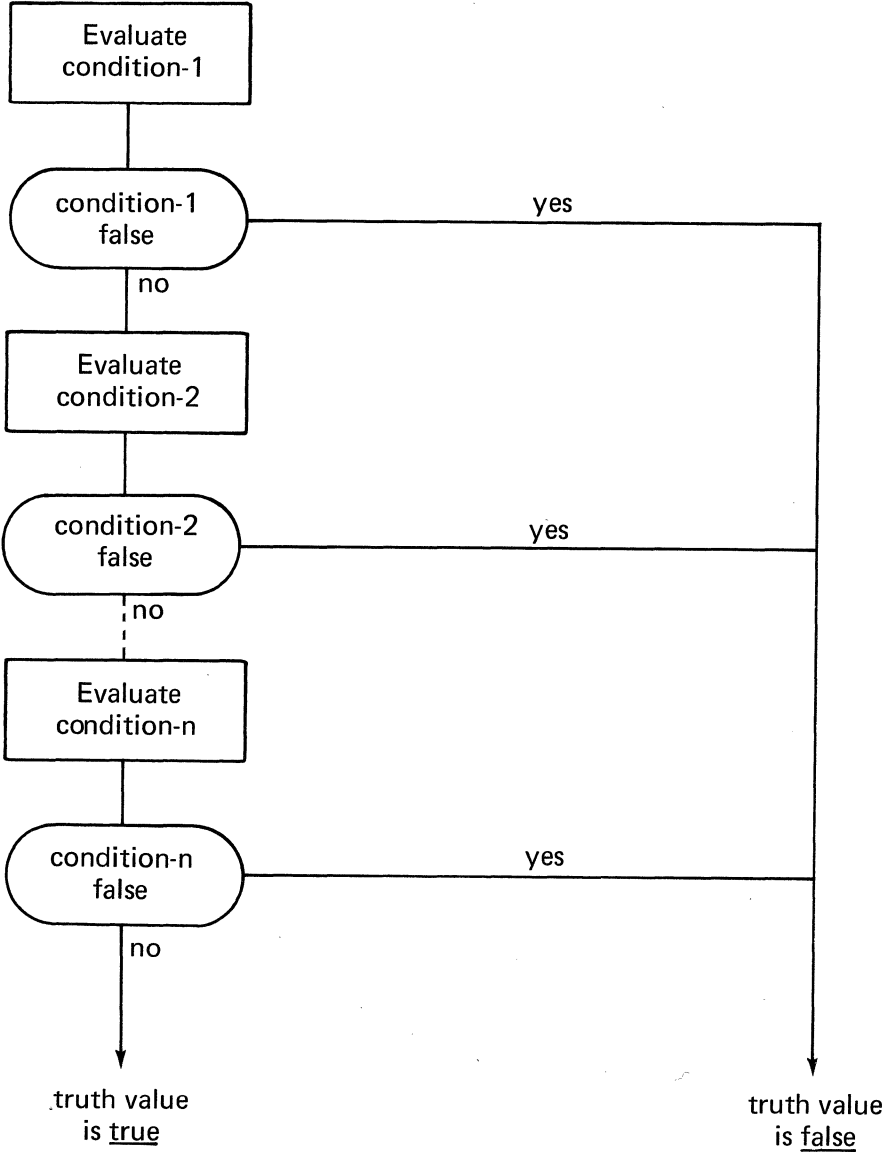 Evaluate
condition-1
condition-1
false
yes
no
Evaluate
condition-2
condition-2
false
yes
no
Evaluate
condition-n
condition-n
false
yes
no
truth value
is true
truth value
is false